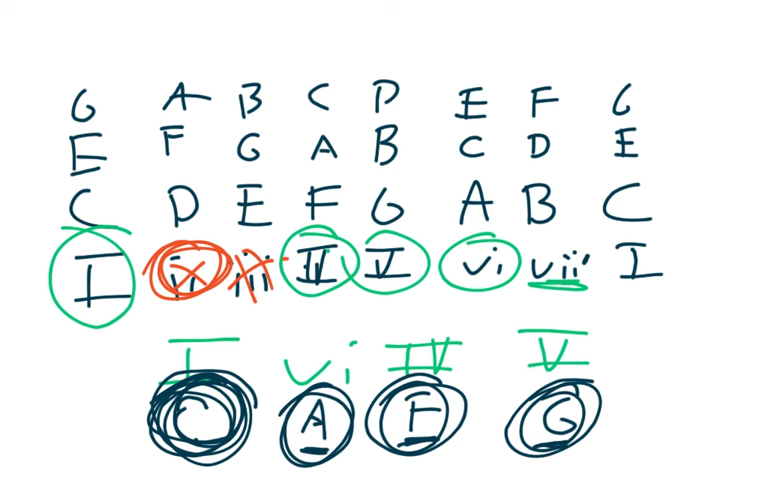 G A B C D E F G
E F G A B C D E
C D E F G A B C
I ii iii IV V vi vii° I
I vi IV V
C A F G